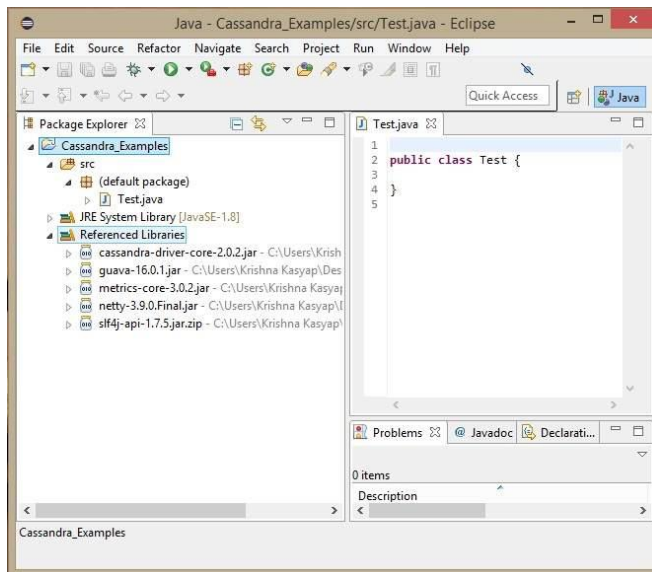 Java - Cassandra_Examples/src/Test.java - Eclipse
File Edit Source Refactor Navigate Search Project Run Window Help
Quick Access
Java
Package Explorer
Cassandra_Examples
src
(default package)
Test.java
JRE System Library [JavaSE-1.8]
Referenced Libraries
cassandra-driver-core-2.0.2.jar - C:\Users\Krish
guava-16.0.1.jar - C:\Users\Krishna Kasyap\Des
metrics-core-3.0.2.jar - C:\Users\Krishna Kasyap
netty-3.9.0.Final.jar - C:\Users\Krishna Kasyap\
slf4j-api-1.7.5.jar.zip - C:\Users\Krishna Kasyap\
Test.java
1
2 public class Test {
3
4 }
5
Problems @ Javadoc Declarati...
0 items
Description
Cassandra_Examples